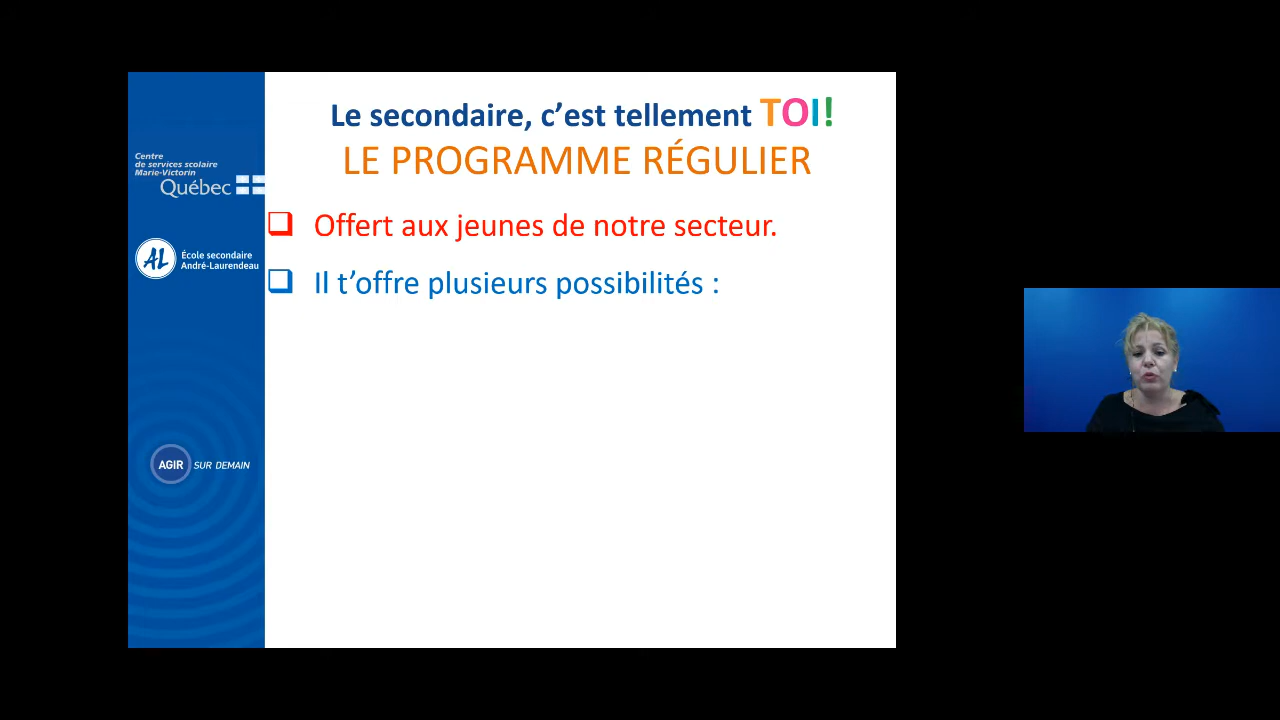 Le secondaire, c’est tellement TOI!
LE PROGRAMME RÉGULIER
Centre
de services scolaire
Marie-Victorin
Québec
École secondaire
André-Laurendeau
AL
❑ Offert aux jeunes de notre secteur.
❑ Il t’offre plusieurs possibilités :
AGIR SUR DEMAIN